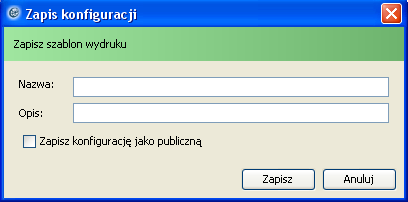 Zapis konfiguracji
Zapisz szablon wydruku
Nazwa:
Opis:
Zapisz konfigurację jako publiczną
Zapisz Anuluj